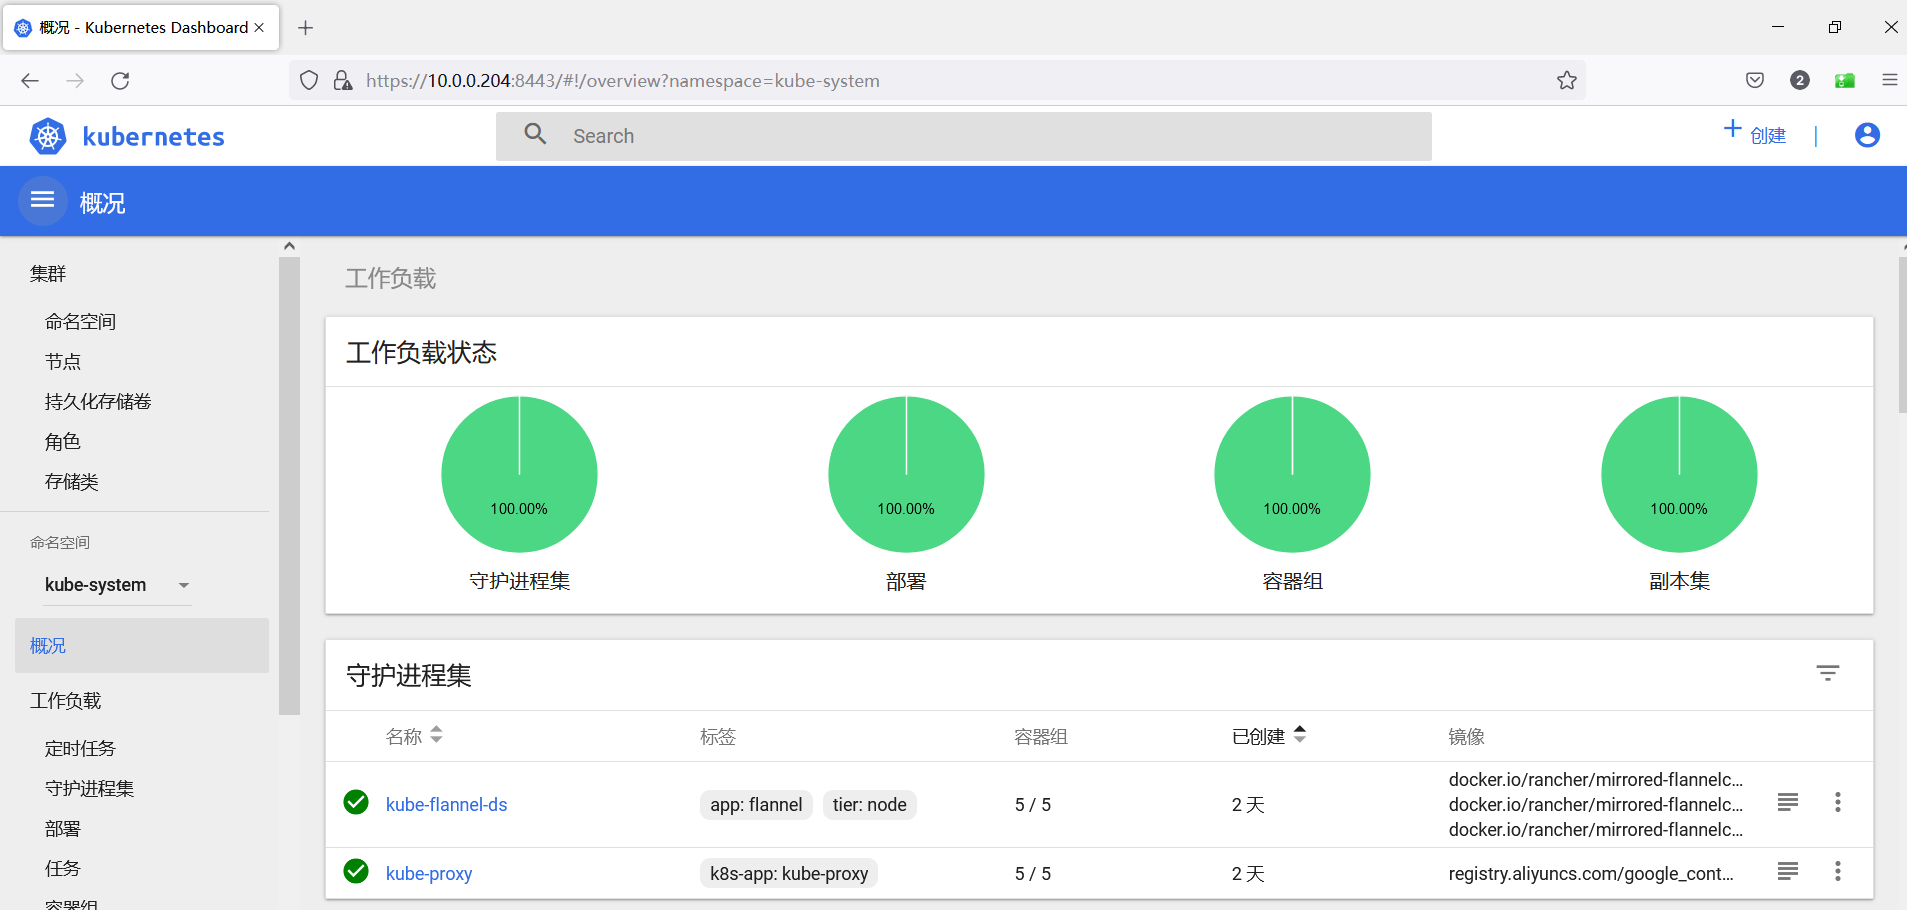 概况 - Kubernetes Dashboard
https://10.0.0.204:8443/#!/overview?namespace=kube-system
2
kubernetes
Search
创建
概况
集群
命名空间
节点
持久化存储卷
角色
存储类
命名空间
kube-system
概况
工作负载
定时任务
守护进程集
部署
任务
容器组
工作负载
工作负载状态
100.00%
100.00%
100.00%
100.00%
守护进程集
部署
容器组
副本集
守护进程集
名称 标签 容器组 已创建 镜像
kube-flannel-ds app: flannel tier: node 5 / 5 2 天
docker.io/rancher/mirrored-flannelc...
docker.io/rancher/mirrored-flannelc...
docker.io/rancher/mirrored-flannelc...
kube-proxy k8s-app: kube-proxy 5 / 5 2 天 registry.aliyuncs.com/google_cont...